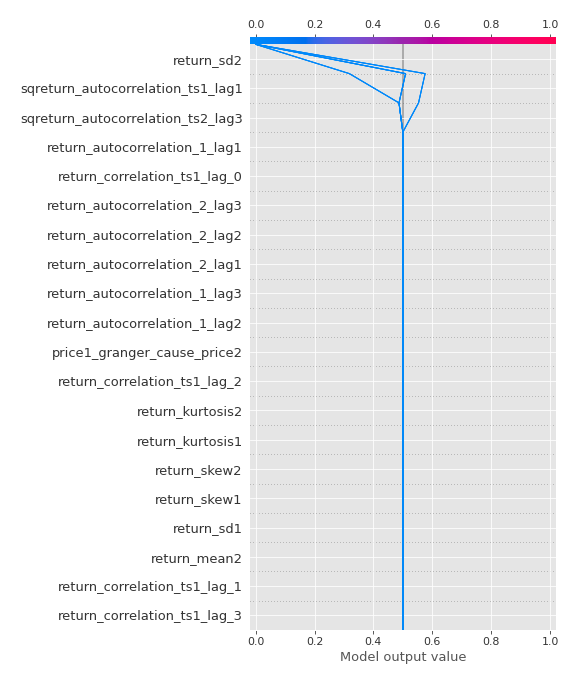 0.0 0.2 0.4 0.6 0.8 1.0
return_sd2
sqreturn_autocorrelation_ts1_lag1
sqreturn_autocorrelation_ts2_lag3
return_autocorrelation_1_lag1
return_correlation_ts1_lag_0
return_autocorrelation_2_lag3
return_autocorrelation_2_lag2
return_autocorrelation_2_lag1
return_autocorrelation_1_lag3
return_autocorrelation_1_lag2
price1_granger_cause_price2
return_correlation_ts1_lag_2
return_kurtosis2
return_kurtosis1
return_skew2
return_skew1
return_sd1
return_mean2
return_correlation_ts1_lag_1
return_correlation_ts1_lag_3
0.0 0.2 0.4 0.6 0.8 1.0
Model output value